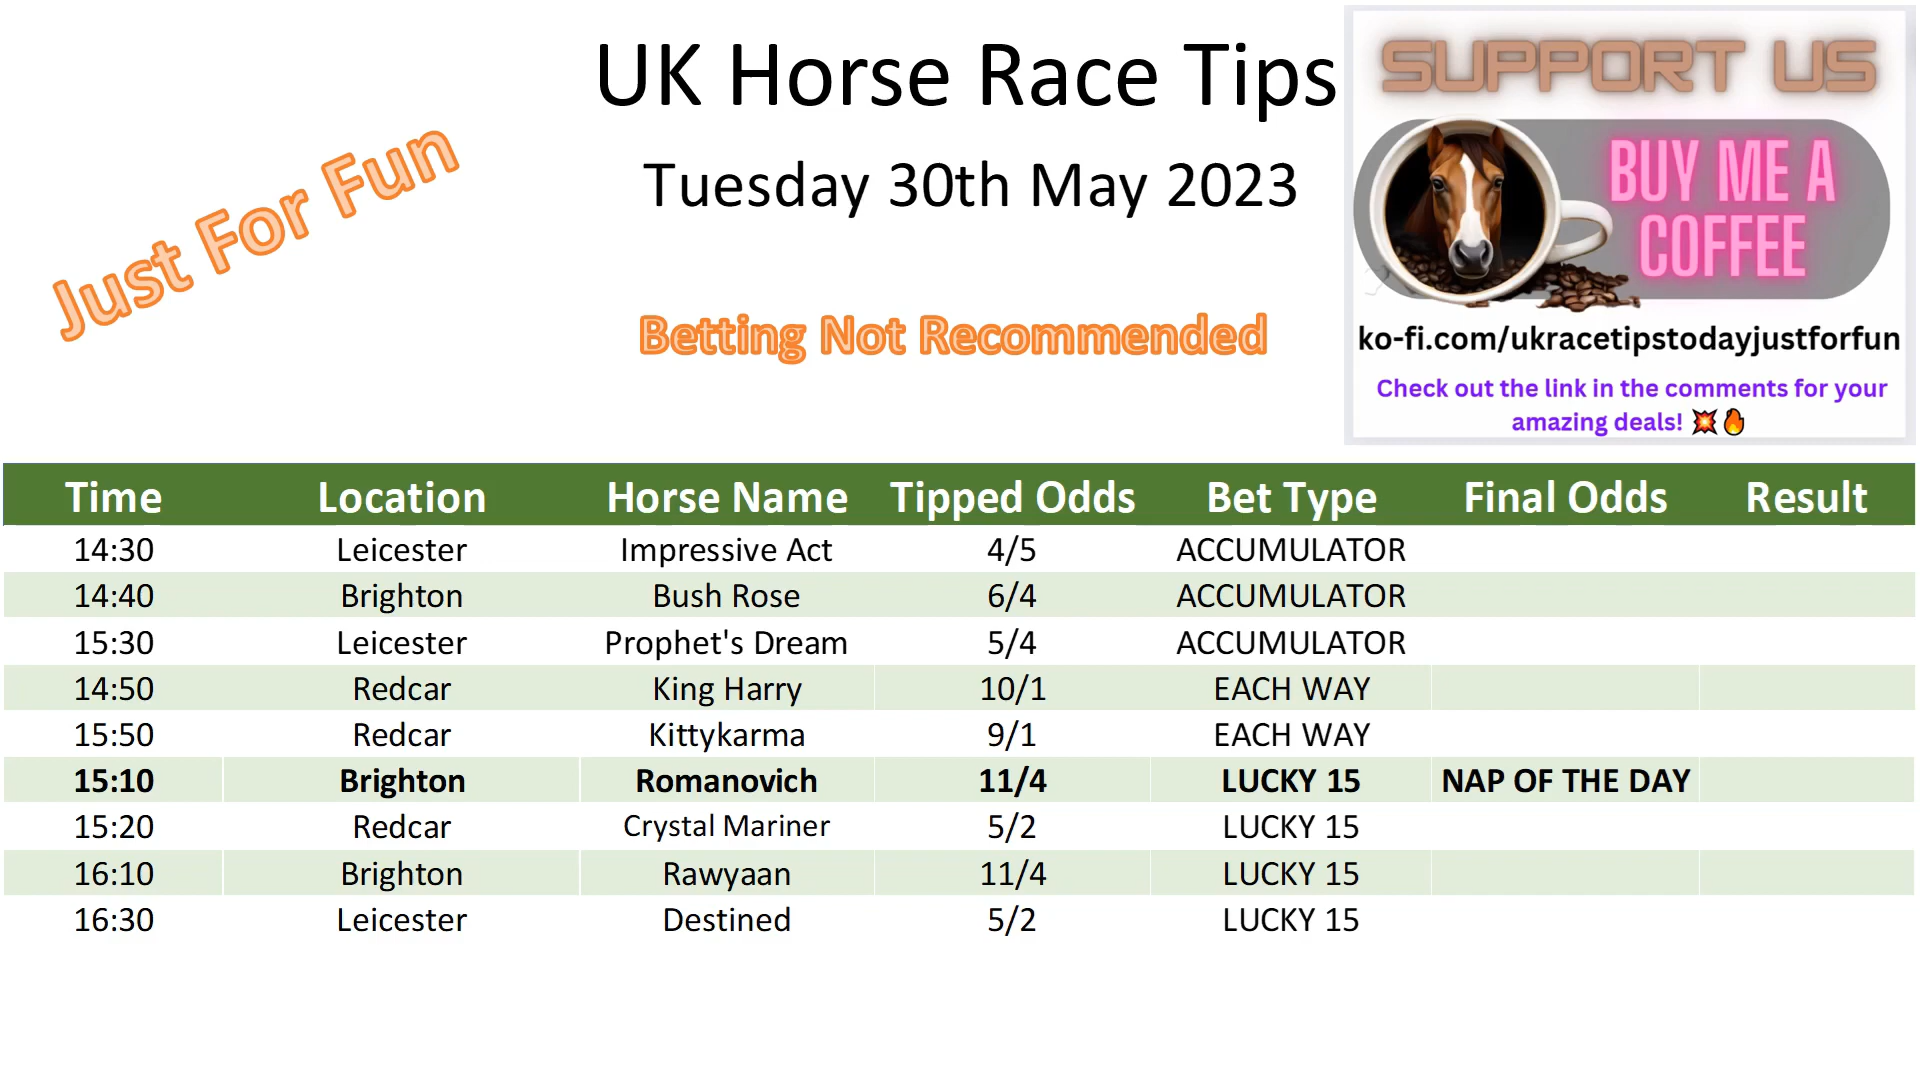 UK Horse Race Tips
Tuesday 30th May 2023
Just For Fun
Betting Not Recommended
SUPPORT US
BUY ME A
COFFEE
ko-fi.com/ukracetipstodayjustforfun
Check out the link in the comments for your
amazing deals! 💥🔥
Time Location Horse Name Tipped Odds Bet Type Final Odds Result
14:30 Leicester Impressive Act 4/5 ACCUMULATOR
14:40 Brighton Bush Rose 6/4 ACCUMULATOR
15:30 Leicester Prophet's Dream 5/4 ACCUMULATOR
14:50 Redcar King Harry 10/1 EACH WAY
15:50 Redcar Kittykarma 9/1 EACH WAY
15:10 Brighton Romanovich 11/4 LUCKY 15 NAP OF THE DAY
15:20 Redcar Crystal Mariner 5/2 LUCKY 15
16:10 Brighton Rawyaan 11/4 LUCKY 15
16:30 Leicester Destined 5/2 LUCKY 15